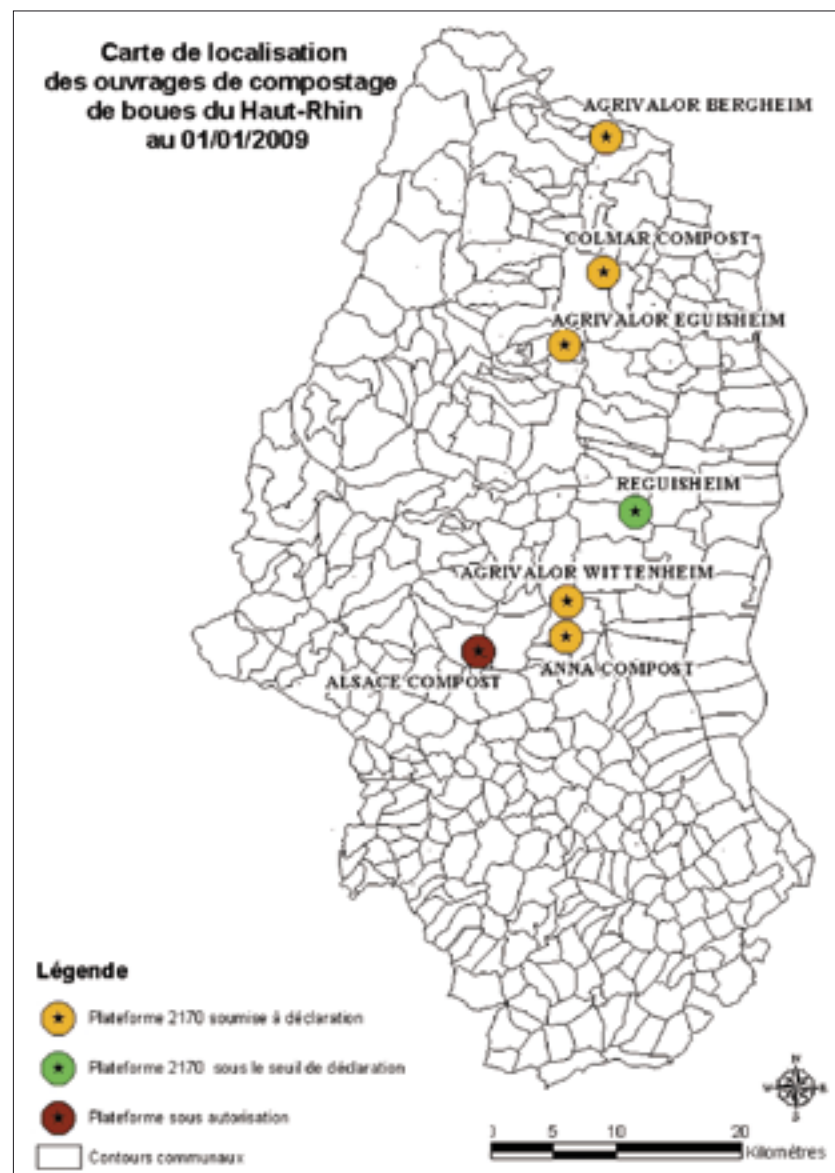 Carte de localisation
des ouvrages de compostage
de boues du Haut-Rhin
au 01/01/2009
AGRIVALOR BERGHEIM
COLMAR COMPOST
AGRIVALOR EGUISHEIM
REGUISHEIM
AGRIVALOR WITTENHEIM
ALSACE COMPOST
ANNA COMPOST
Légende
Plateforme 2170 soumise à déclaration
Plateforme 2170 sous le seuil de déclaration
Plateforme sous autorisation
Contours communaux
N
W E
S
0 5 10 20
Kilomètres